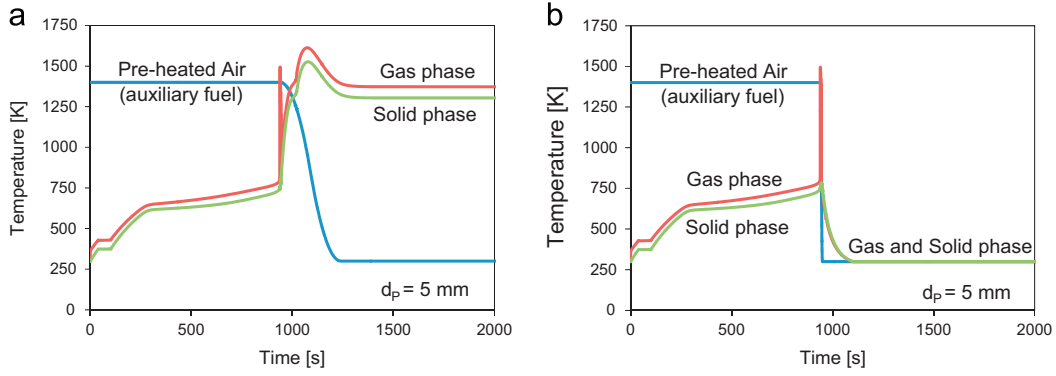 a
1750
1500
1250
1000
750
500
250
0
Temperature [K]
Pre-heated Air
(auxiliary fuel)
Gas phase
Solid phase
d_P = 5 mm
0
500
1000
1500
2000
Time [s]
b
1750
1500
1250
1000
750
500
250
0
Temperature [K]
Pre-heated Air
(auxiliary fuel)
Gas phase
Solid phase
Gas and Solid phase
d_P = 5 mm
0
500
1000
1500
2000
Time [s]